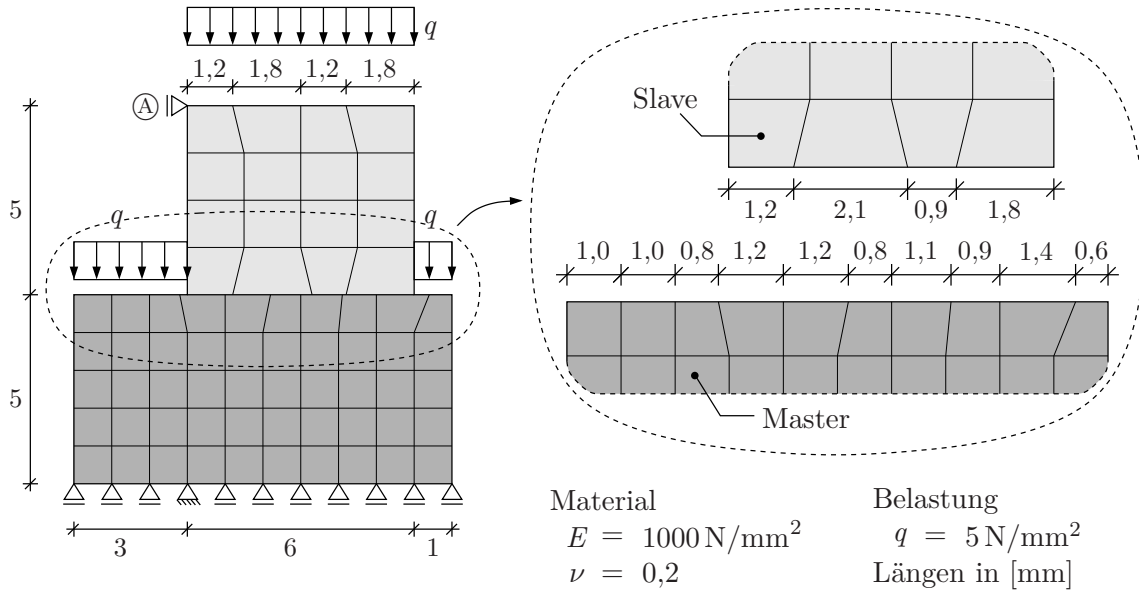 q
1,2 1,8 1,2 1,8
A
Slave
5
q
q
1,2 2,1 0,9 1,8
1,0 1,0 0,8 1,2 1,2 0,8 1,1 0,9 1,4 0,6
5
Master
3 6 1
Material
E = 1000 N/mm²
ν = 0,2
Belastung
q = 5 N/mm²
Längen in [mm]